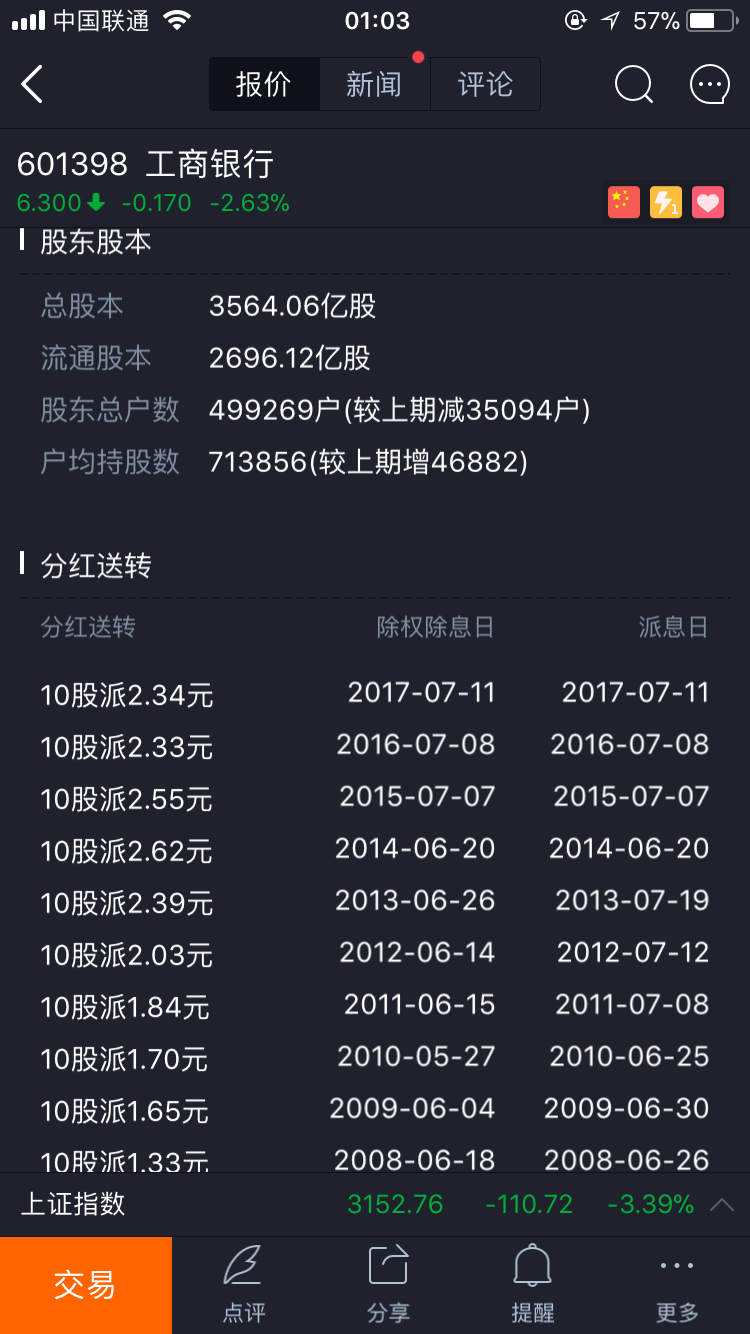 中国联通 01:03 57%
报价 新闻 评论
601398 工商银行
6.300 -0.170 -2.63%
1
股东股本
总股本 3564.06亿股
流通股本 2696.12亿股
股东总户数 499269户(较上期减35094户)
户均持股数 713856(较上期增46882)
分红送转
分红送转 除权除息日 派息日
10股派2.34元 2017-07-11 2017-07-11
10股派2.33元 2016-07-08 2016-07-08
10股派2.55元 2015-07-07 2015-07-07
10股派2.62元 2014-06-20 2014-06-20
10股派2.39元 2013-06-26 2013-07-19
10股派2.03元 2012-06-14 2012-07-12
10股派1.84元 2011-06-15 2011-07-08
10股派1.70元 2010-05-27 2010-06-25
10股派1.65元 2009-06-04 2009-06-30
10股派1.33元 2008-06-18 2008-06-26
上证指数 3152.76 -110.72 -3.39%
交易 点评 分享 提醒 更多